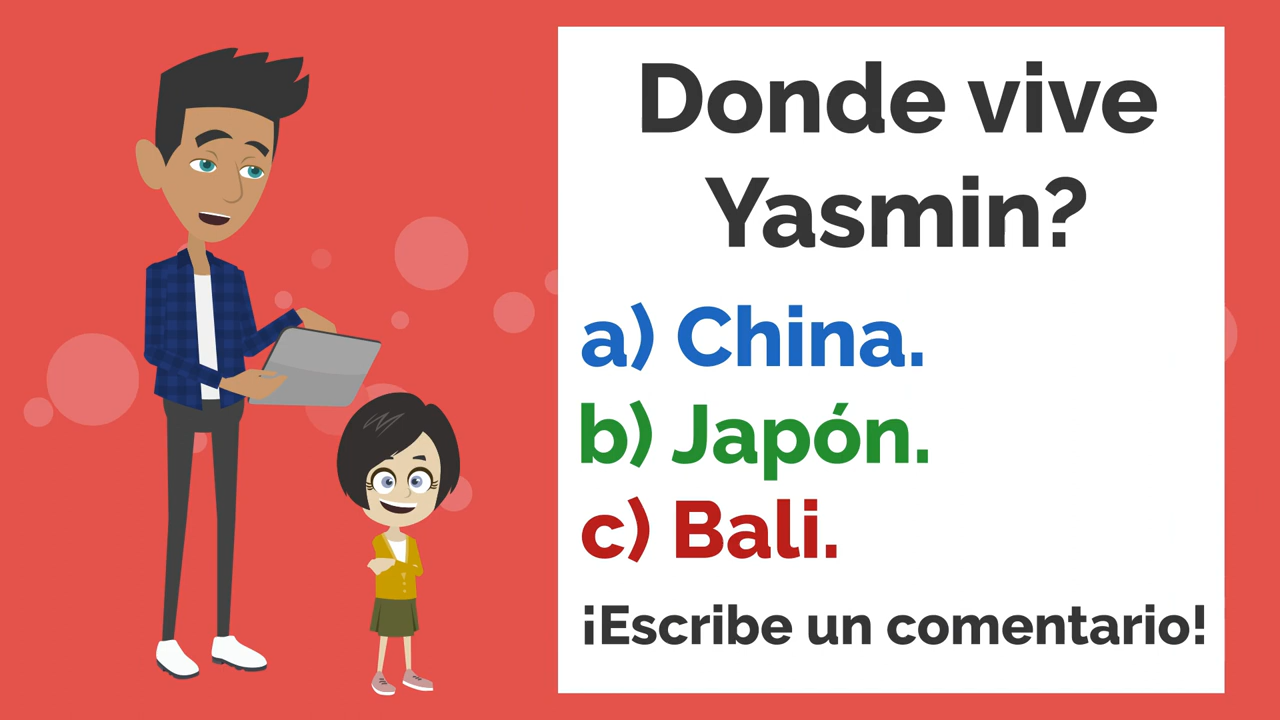 Donde vive
Yasmin?
a) China.
b) Japón.
c) Bali.
¡Escribe un comentario!